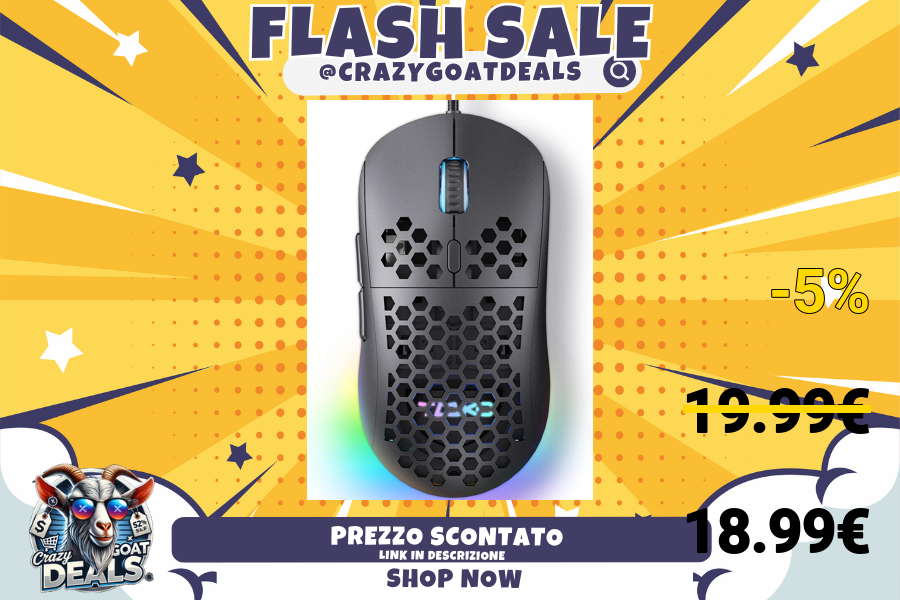 FLASH SALE
@CRAZYGOATDEALS
-5%
19.99€
18.99€
PREZZO SCONTATO
LINK IN DESCRIZIONE
SHOP NOW
$
Crazy
GOAT
DEALS